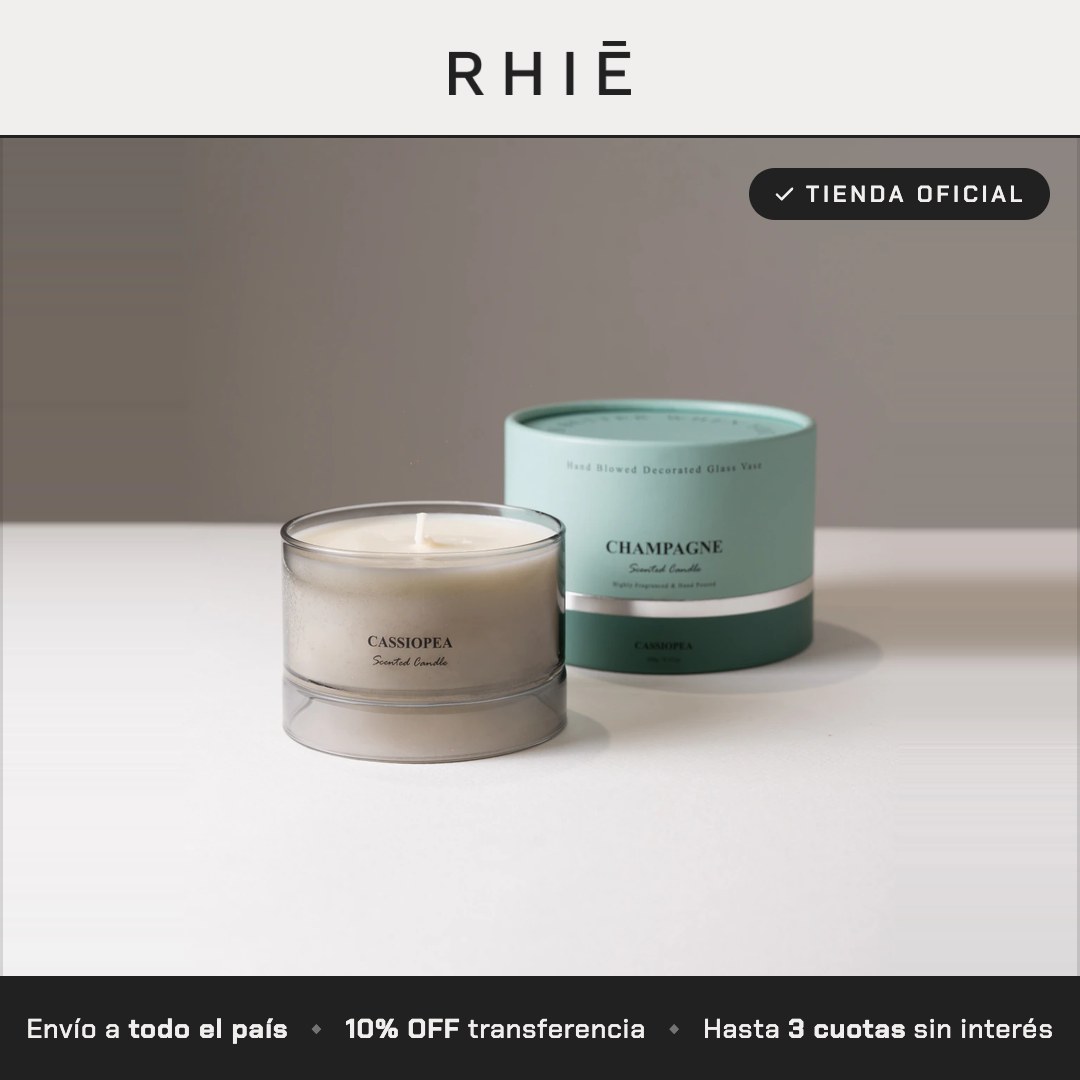 RHIĒ
✓ TIENDA OFICIAL
Hand Blowed Decorated Glass Vase
CHAMPAGNE
Scented Candle
Highly Fragranced & Hand Poured
CASSIOPEA
CASSIOPEA
Scented Candle
Envío a todo el país ◆ 10% OFF transferencia ◆ Hasta 3 cuotas sin interés